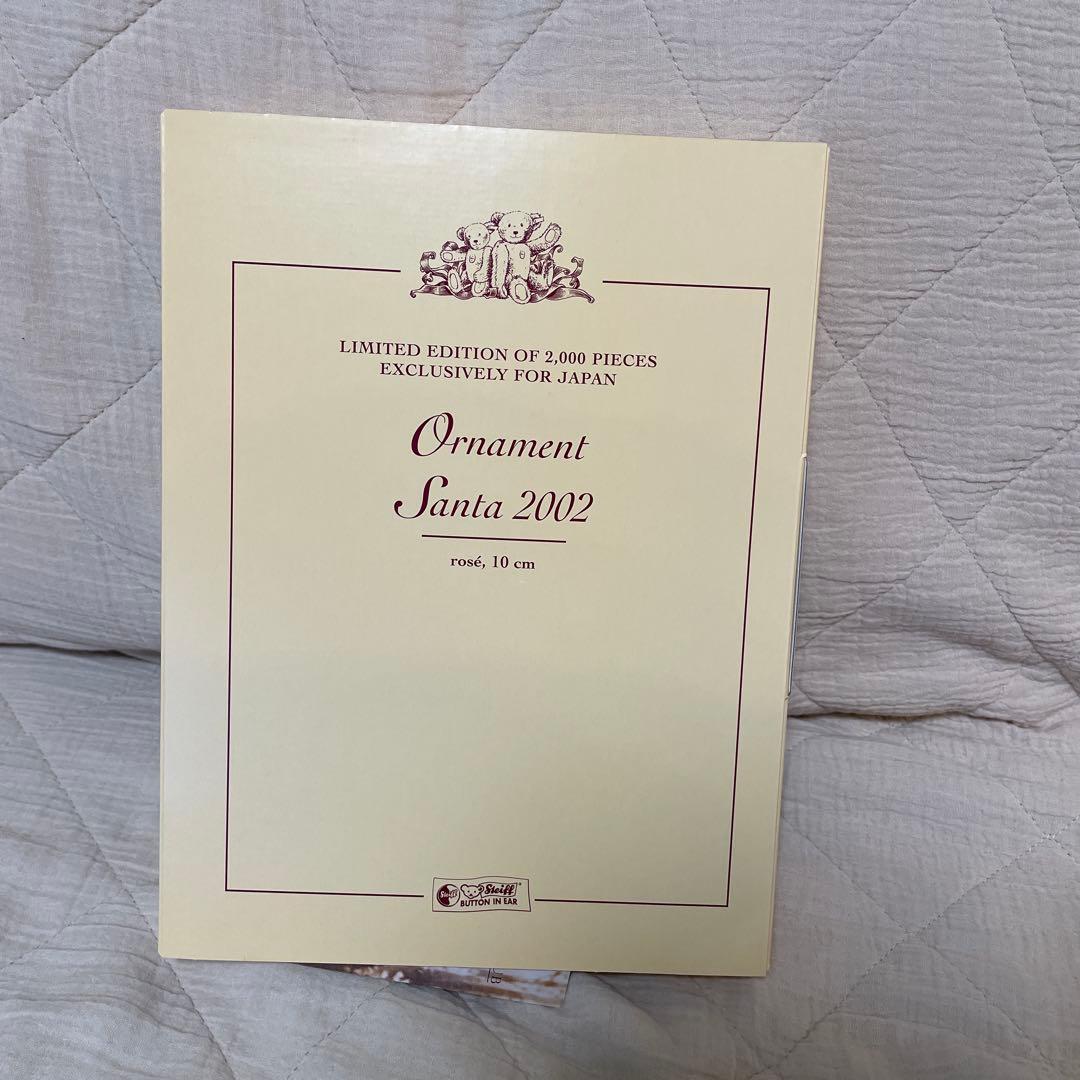 LIMITED EDITION OF 2,000 PIECES
EXCLUSIVELY FOR JAPAN
Ornament
Santa 2002
rosé, 10 cm
Steiff Steiff®
BUTTON IN EAR